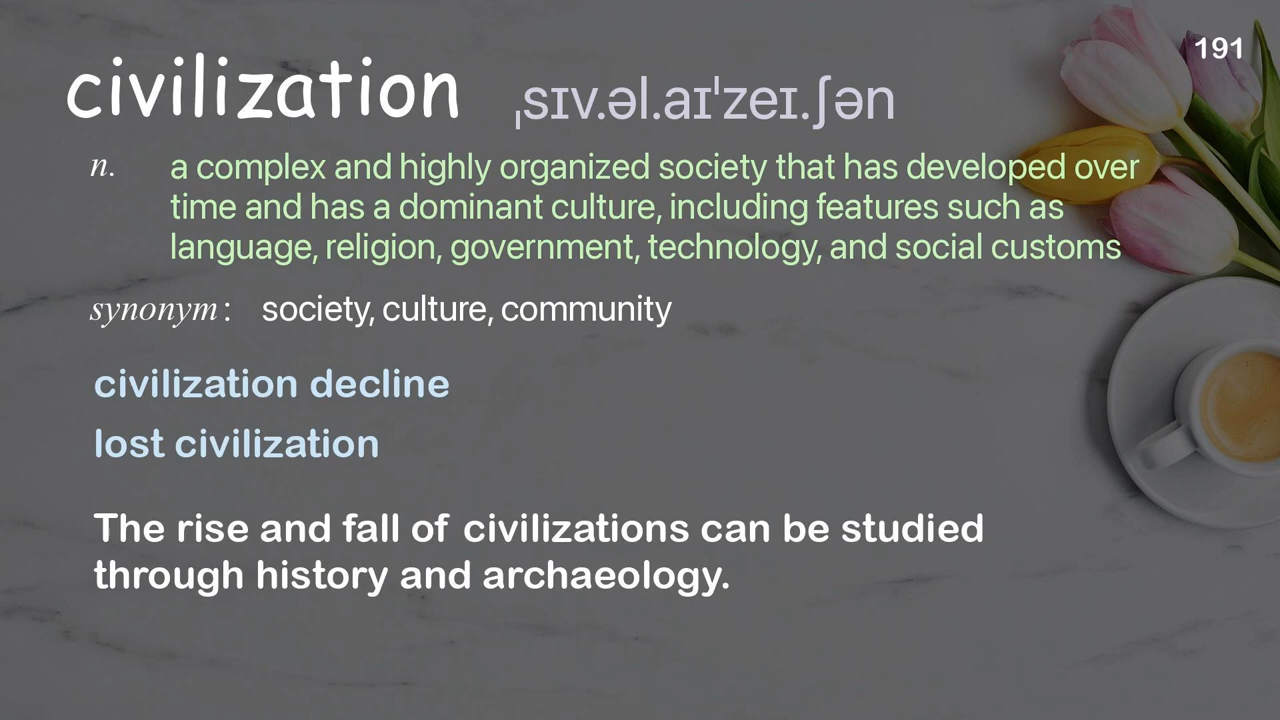 191
civilization ˌsɪv.əl.aɪˈzeɪ.ʃən
n. a complex and highly organized society that has developed over
time and has a dominant culture, including features such as
language, religion, government, technology, and social customs
synonym: society, culture, community
civilization decline
lost civilization
The rise and fall of civilizations can be studied
through history and archaeology.